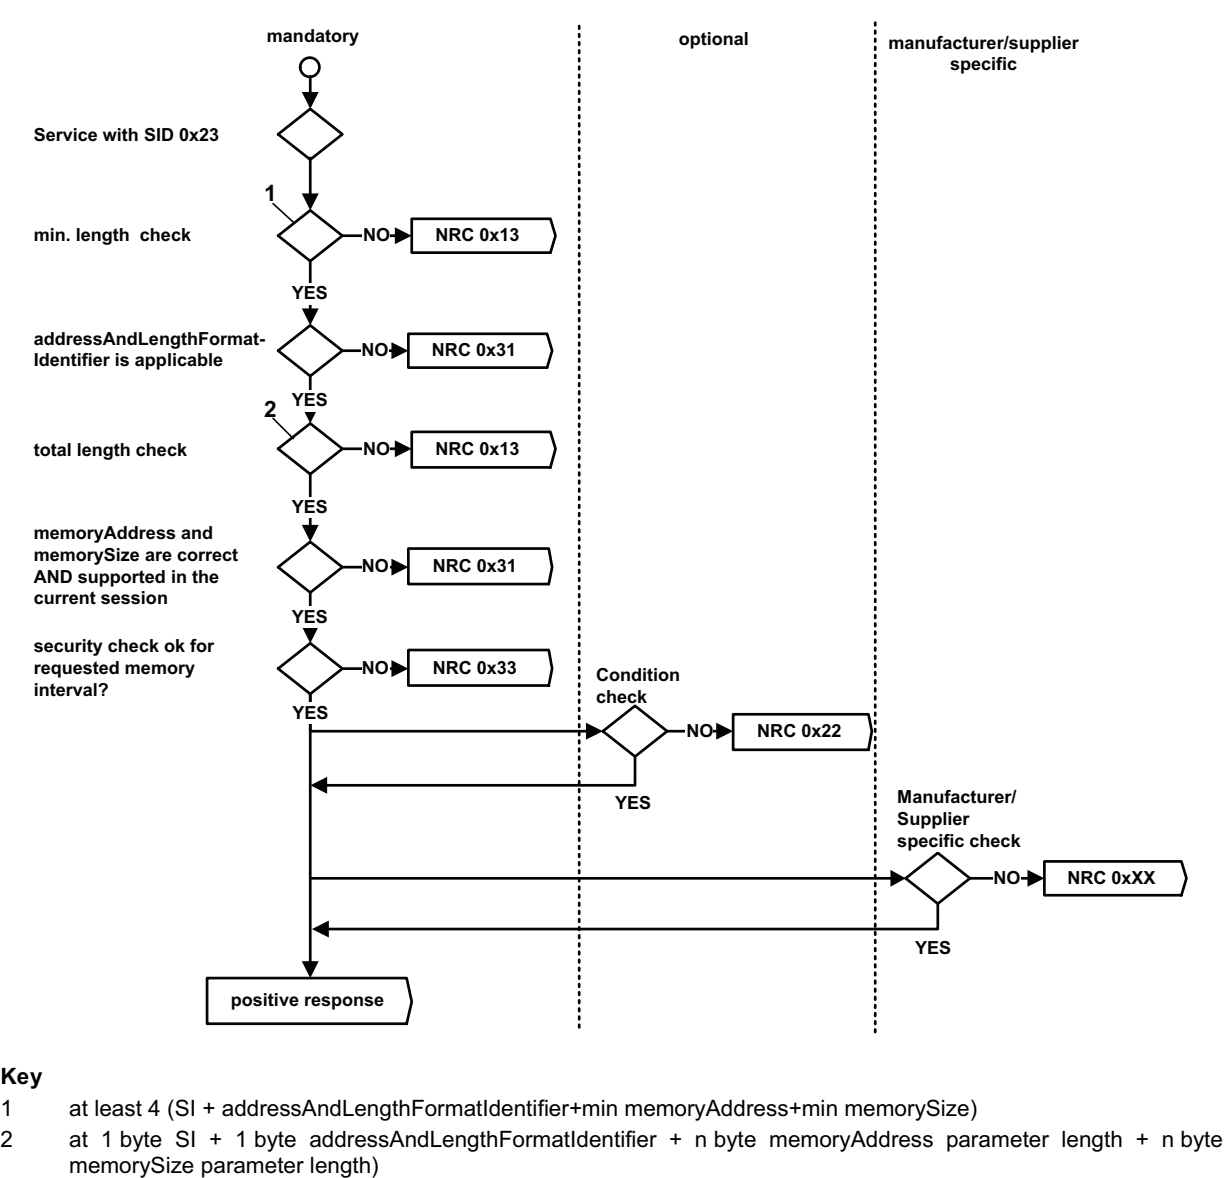 mandatory
optional
manufacturer/supplier
specific
Service with SID 0x23
1
min. length check
NO
NRC 0x13
YES
addressAndLengthFormat-
Identifier is applicable
NO
NRC 0x31
YES
2
total length check
NO
NRC 0x13
YES
memoryAddress and
memorySize are correct
AND supported in the
current session
NO
NRC 0x31
YES
security check ok for
requested memory
interval?
NO
NRC 0x33
YES
Condition
check
NO
NRC 0x22
YES
Manufacturer/
Supplier
specific check
NO
NRC 0xXX
YES
positive response
Key
1 at least 4 (SI + addressAndLengthFormatIdentifier+min memoryAddress+min memorySize)
2 at 1 byte SI + 1 byte addressAndLengthFormatIdentifier + n byte memoryAddress parameter length + n byte
memorySize parameter length)